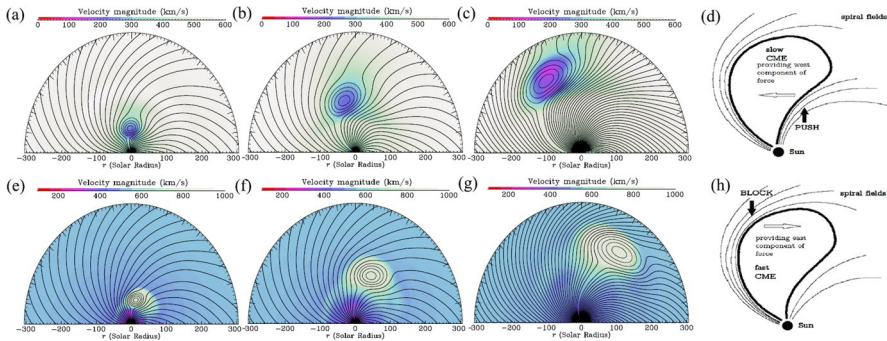 (a)
Velocity magnitude (km/s)
0 100 200 300 400 500 600
-300 -200 -100 0 100 200 300
r (Solar Radius)
(b)
Velocity magnitude (km/s)
0 100 200 300 400 500 600
-300 -200 -100 0 100 200 300
r (Solar Radius)
(c)
Velocity magnitude (km/s)
0 100 200 300 400 500 600
-300 -200 -100 0 100 200 300
r (Solar Radius)
(d)
spiral fields
slow
CME
providing west
component of
force
PUSH
Sun
(e)
Velocity magnitude (km/s)
200 400 600 800 1000
-300 -200 -100 0 100 200 300
r (Solar Radius)
(f)
Velocity magnitude (km/s)
200 400 600 800 1000
-300 -200 -100 0 100 200 300
r (Solar Radius)
(g)
Velocity magnitude (km/s)
200 400 600 800 1000
-300 -200 -100 0 100 200 300
r (Solar Radius)
(h)
BLOCK
spiral fields
providing east
component of
force
fast
CME
Sun